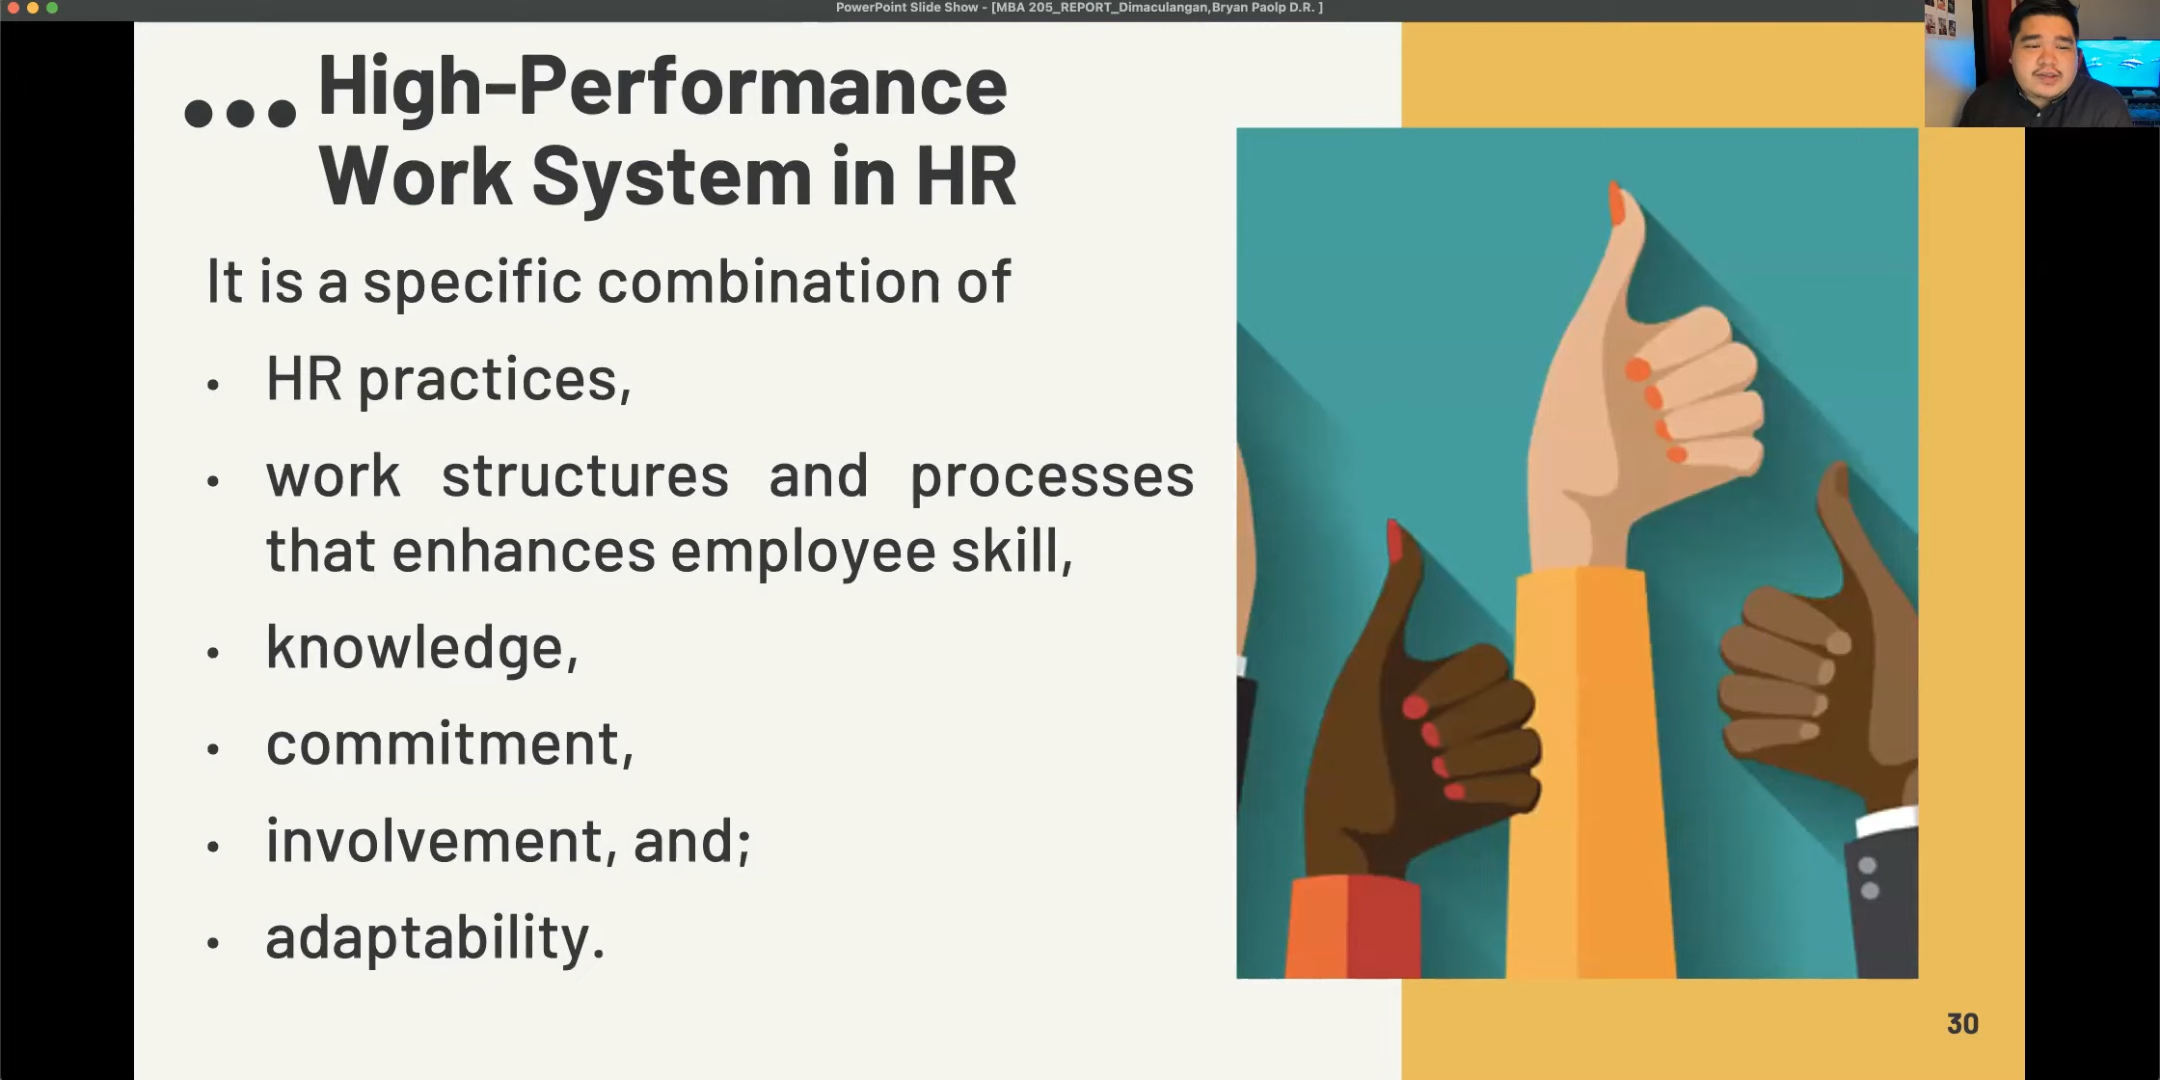 PowerPoint Slide Show - [MBA 205_REPORT_Dimaculangan,Bryan Paolp D.R. ]
... High-Performance
Work System in HR
It is a specific combination of
• HR practices,
• work structures and processes
that enhances employee skill,
• knowledge,
• commitment,
• involvement, and;
• adaptability.
30